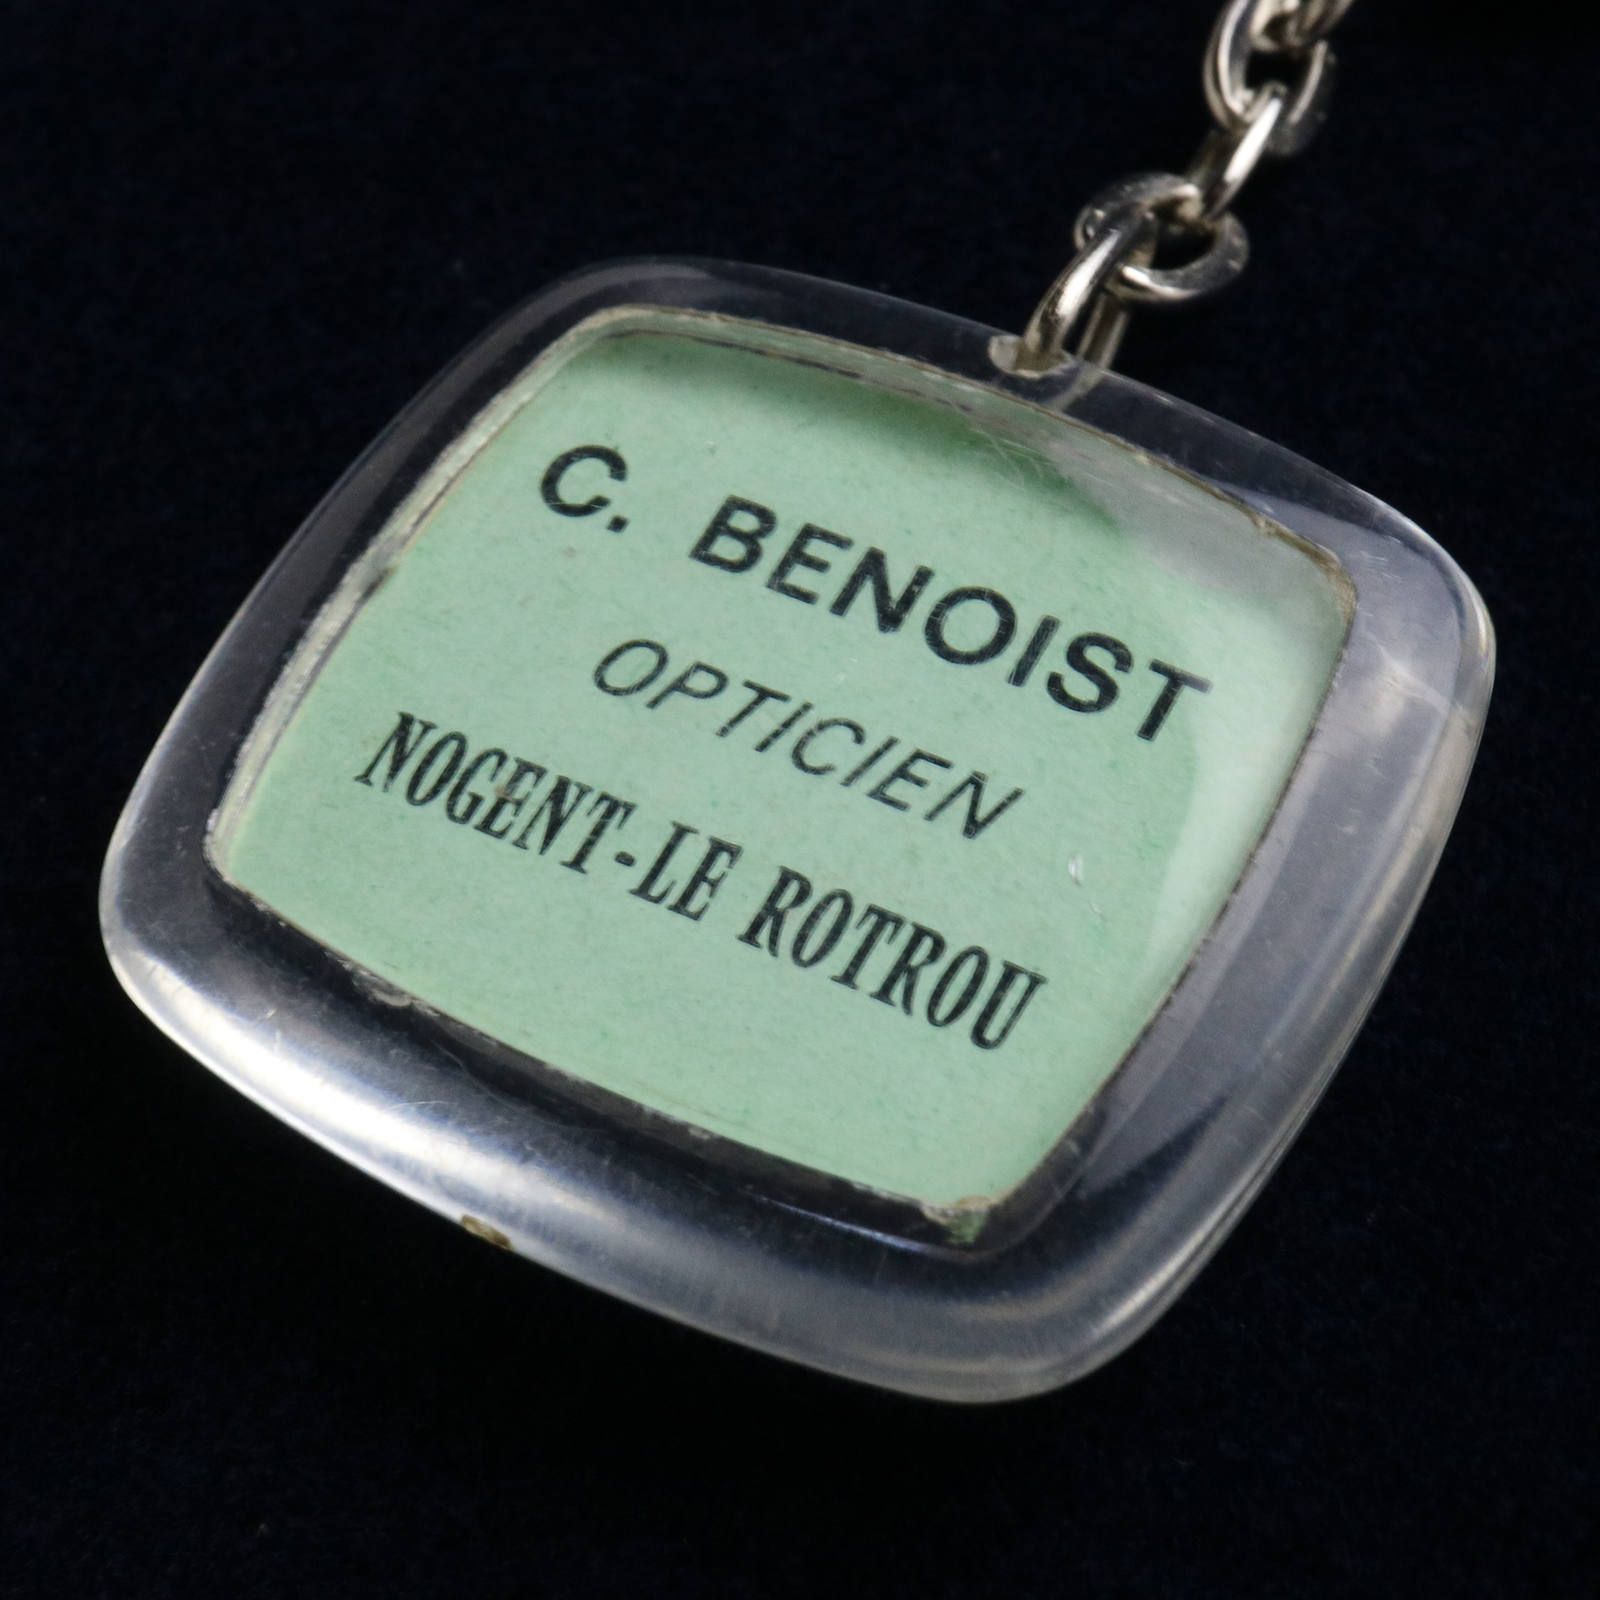 C. BENOIST
OPTICIEN
NOGENT-LE ROTROU